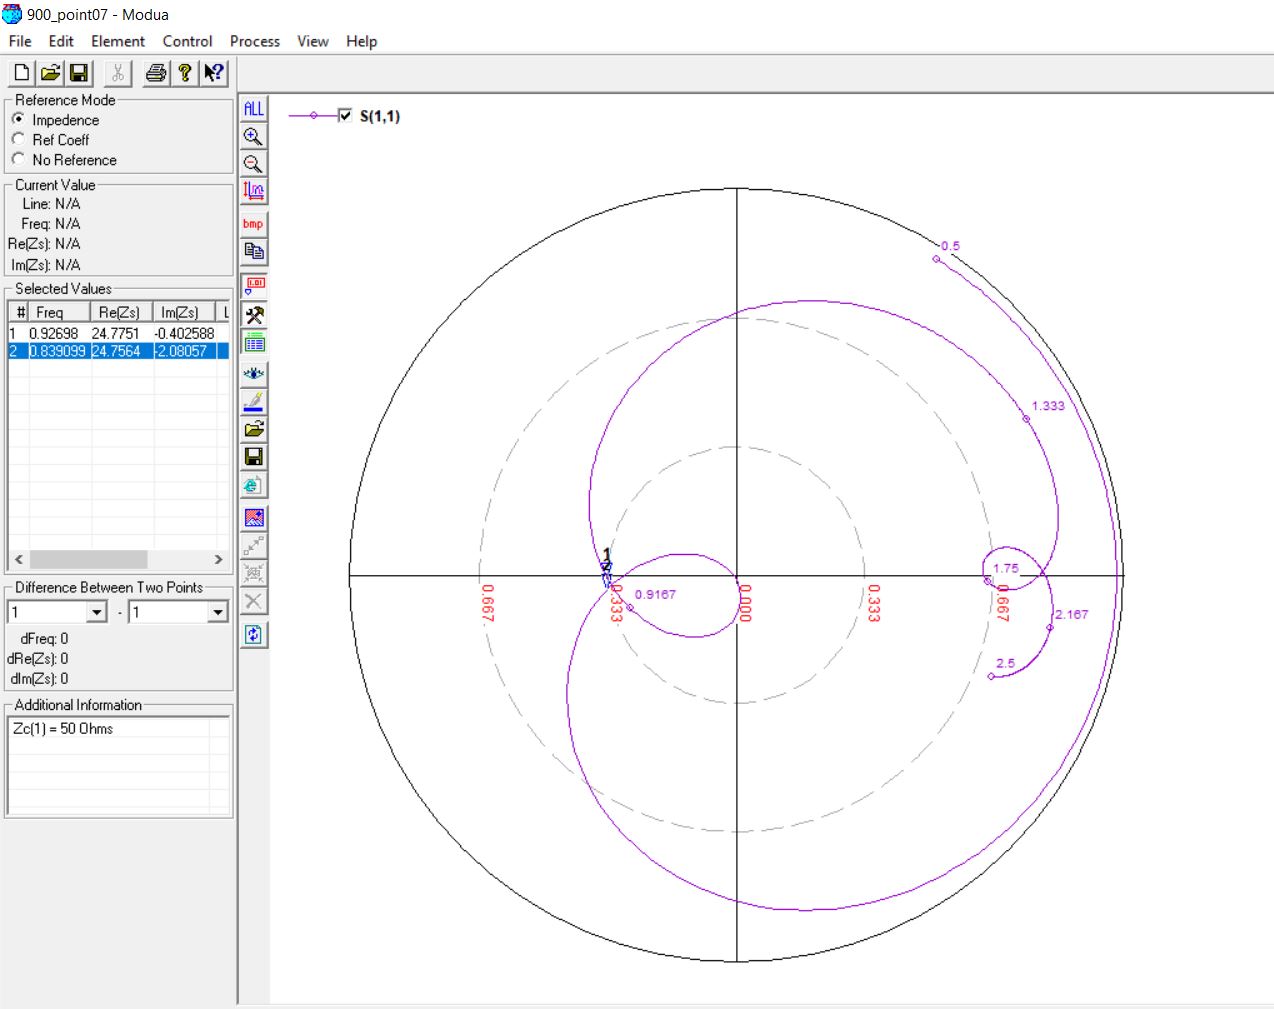 900_point07 - Modua
File Edit Element Control Process View Help
Reference Mode
Impedence
Ref Coeff
No Reference
Current Value
Line: N/A
Freq: N/A
Re(Zs): N/A
Im(Zs): N/A
Selected Values
# Freq Re(Zs) Im(Zs) L
1 0.92698 24.7751 -0.402588
2 0.839099 24.7564 -2.08057
Difference Between Two Points
1 - 1
dFreq: 0
dRe(Zs): 0
dIm(Zs): 0
Additional Information
Zc(1) = 50 Ohms
ALL
bmp
1.01
S(1,1)
0.5
1.333
1
1.75
0.9167
0.667
0.333
0.000
0.333
0.667
2.167
2.5